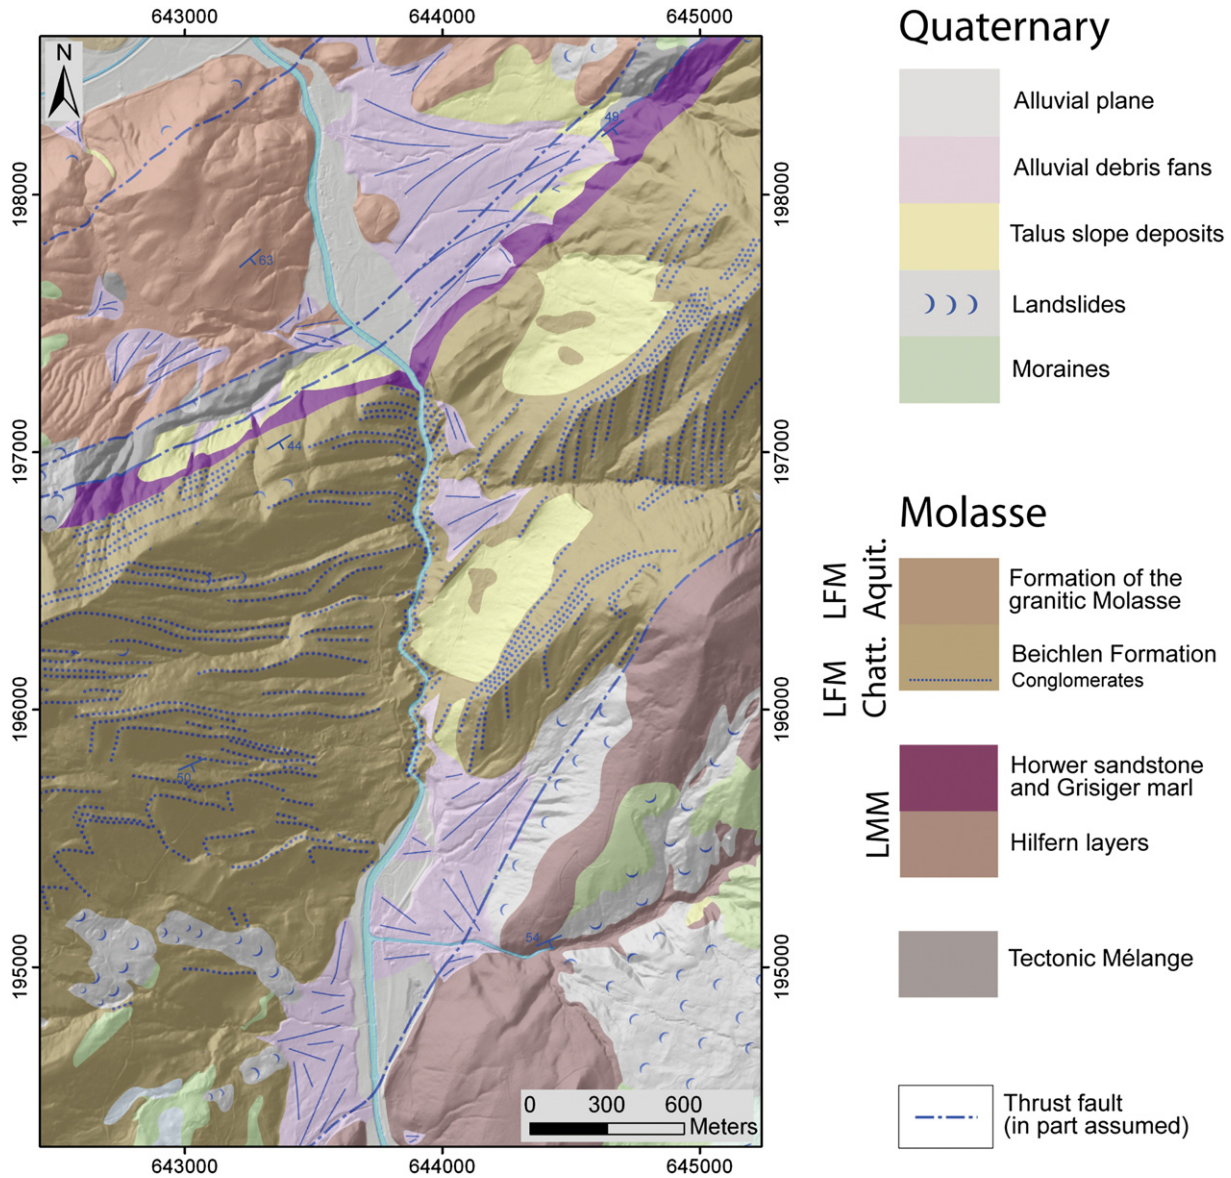 643000
644000
645000
N
198000
197000
196000
195000
198000
197000
196000
195000
49
63
44
50
54
0 300 600
Meters
643000
644000
645000
Quaternary
Alluvial plane
Alluvial debris fans
Talus slope deposits
Landslides
Moraines
Molasse
LFM
Aquit.
Formation of the
granitic Molasse
LFM
Chatt.
Beichlen Formation
Conglomerates
LMM
Horwer sandstone
and Grisiger marl
Hilfern layers
Tectonic Mélange
Thrust fault
(in part assumed)